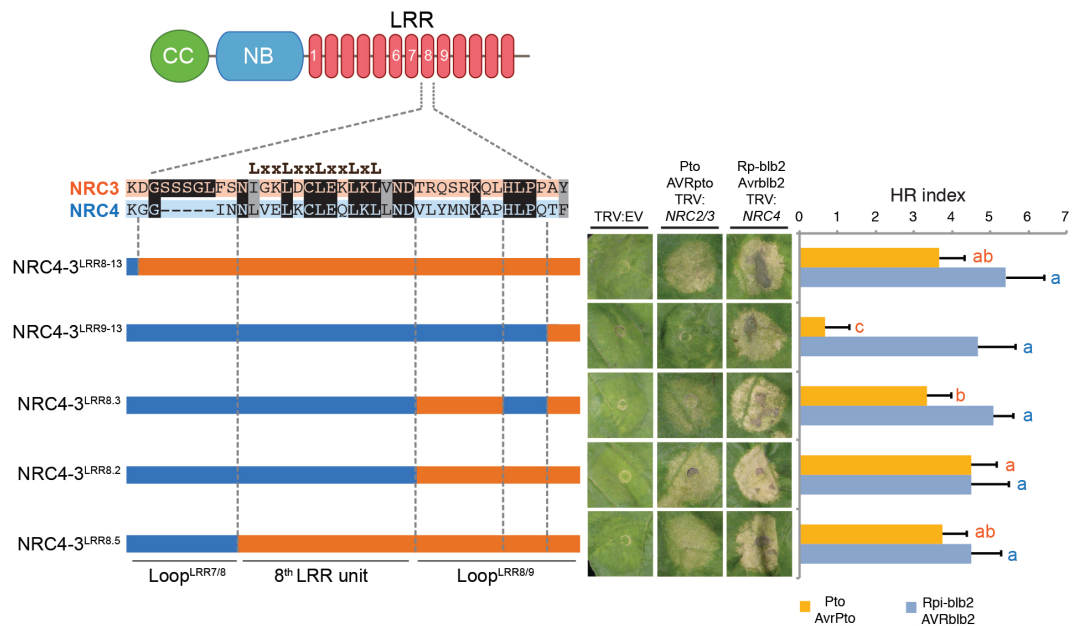 LRR
CC NB 1 6 7 8 9
LxxLxxLxxLxL
NRC3 KDGSSSGLFSNIGKLDCLEKLKLVNDTRQSRKQLHLPPAY
NRC4 KGG-----INNLVELKCLEQLKLLNDVLYMNKAPHLPQTF
TRV:EV
Pto
AVRpto
TRV:
NRC2/3
Rp-blb2
Avrblb2
TRV:
NRC4
HR index
0 1 2 3 4 5 6 7
NRC4-3LRR8-13
ab
a
NRC4-3LRR9-13
c
a
NRC4-3LRR8.3
b
a
NRC4-3LRR8.2
a
a
NRC4-3LRR8.5
ab
a
LoopLRR7/8 8th LRR unit LoopLRR8/9
Pto
AvrPto
Rpi-blb2
AVRblb2